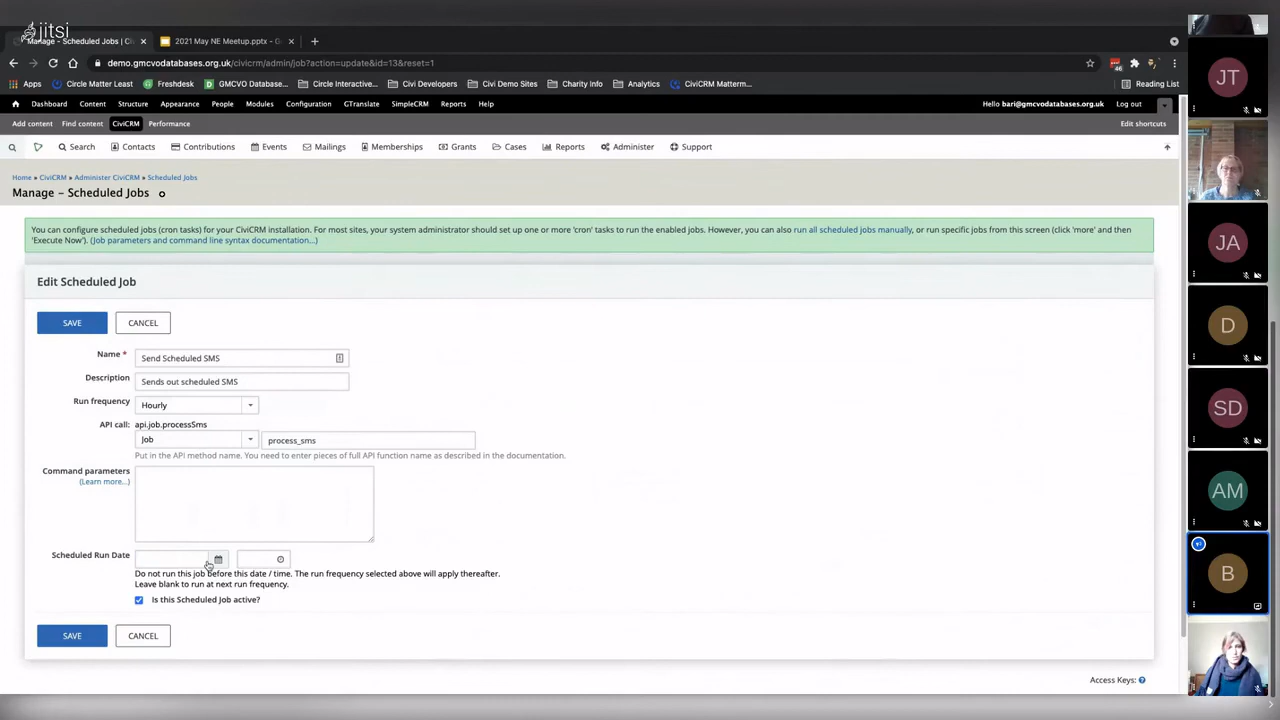 jitsi
Manage - Scheduled Jobs | Ci
2021 May NE Meetup.pptx
demo.gmcvodatabases.org.uk/civicrm/admin/job?action=update&id=13&reset=1
46
Apps Circle Matter Least Freshdesk GMCVO Databas... Circle Interactive... Civi Developers Civi Demo Sites Charity Info Analytics CiviCRM Matterm... Reading List
Dashboard Content Structure Appearance People Modules Configuration GTranslate SimpleCRM Reports Help Hello bari@gmcvodatabases.org.uk Log out
Add content Find content CiviCRM Performance Edit shortcuts
Search Contacts Contributions Events Mailings Memberships Grants Cases Reports Administer Support
Home » CiviCRM » Administer CiviCRM » Scheduled Jobs
Manage – Scheduled Jobs
You can configure scheduled jobs (cron tasks) for your CiviCRM installation. For most sites, your system administrator should set up one or more 'cron' tasks to run the enabled jobs. However, you can also run all scheduled jobs manually, or run specific jobs from this screen (click 'more' and then
'Execute Now'). (Job parameters and command line syntax documentation...)
Edit Scheduled Job
SAVE CANCEL
Name * Send Scheduled SMS
Description Sends out scheduled SMS
Run frequency Hourly
API call: api.job.processSms
Job process_sms
Put in the API method name. You need to enter pieces of full API function name as described in the documentation.
Command parameters
(Learn more...)
Scheduled Run Date
Do not run this job before this date / time. The run frequency selected above will apply thereafter.
Leave blank to run at next run frequency.
Is this Scheduled Job active?
SAVE CANCEL
Access Keys: ?
JT
JA
D
SD
AM
B